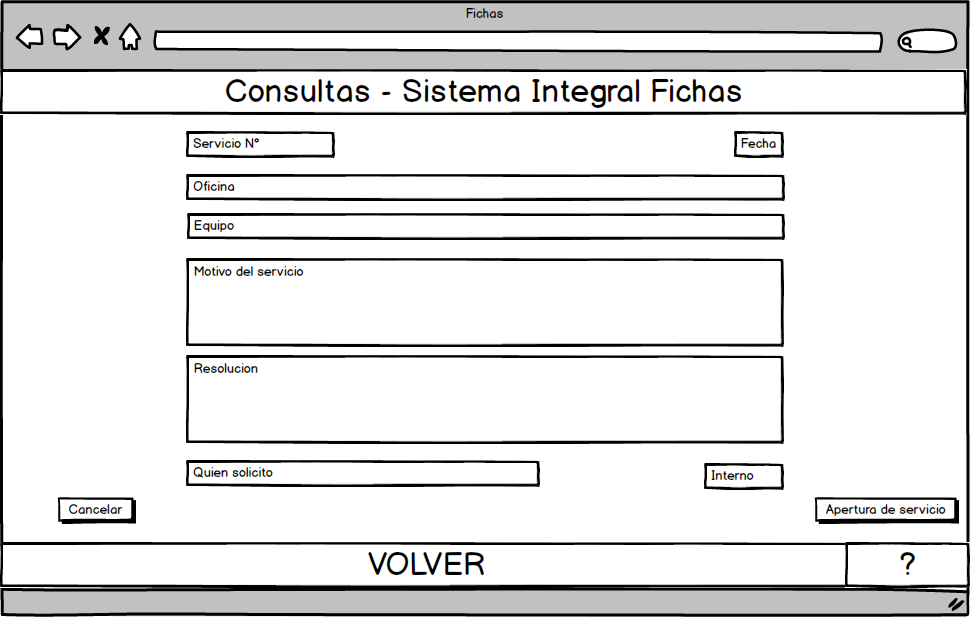 Fichas
Consultas - Sistema Integral Fichas
Servicio N°
Fecha
Oficina
Equipo
Motivo del servicio
Resolucion
Quien solicito
Interno
Cancelar
Apertura de servicio
VOLVER
?